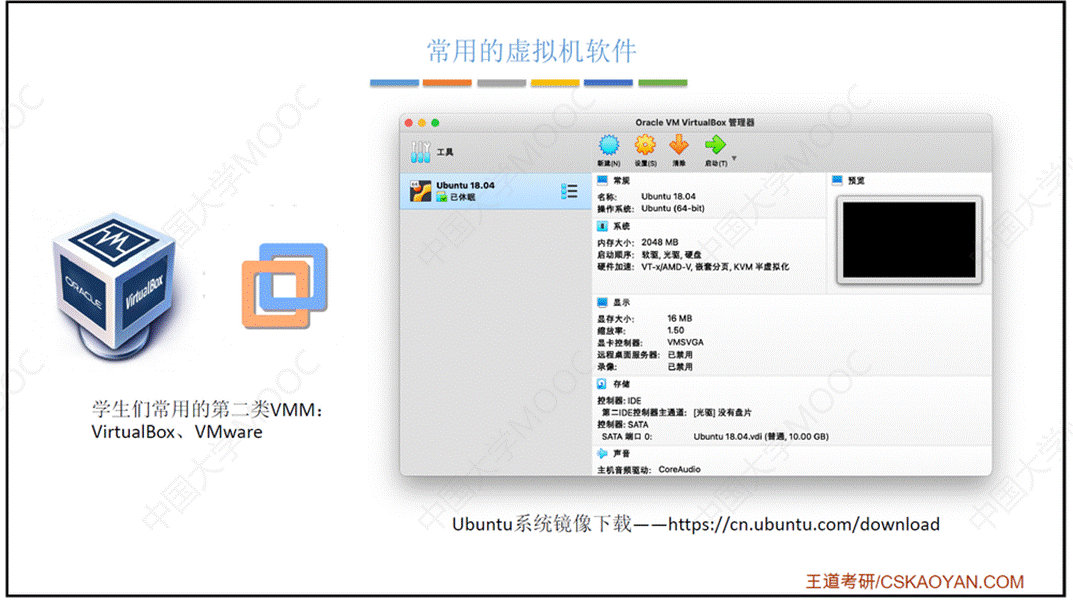 常用的虚拟机软件
Oracle VM VirtualBox 管理器
工具
新建(N) 设置(S) 清除 启动(T)
Ubuntu 18.04
已休眠
常规
名称: Ubuntu 18.04
操作系统: Ubuntu (64-bit)
预览
系统
内存大小: 2048 MB
启动顺序: 软驱, 光驱, 硬盘
硬件加速: VT-x/AMD-V, 嵌套分页, KVM 半虚拟化
显示
显存大小: 16 MB
缩放率: 1.50
显卡控制器: VMSVGA
远程桌面服务器: 已禁用
录像: 已禁用
存储
控制器: IDE
第二IDE控制器主通道: [光驱] 没有盘片
控制器: SATA
SATA 端口 0: Ubuntu 18.04.vdi (普通, 10.00 GB)
声音
主机音频驱动: CoreAudio
ORACLE
VirtualBox
学生们常用的第二类VMM：
VirtualBox、VMware
Ubuntu系统镜像下载——https://cn.ubuntu.com/download
王道考研/CSKAOYAN.COM
中国大学MOOC